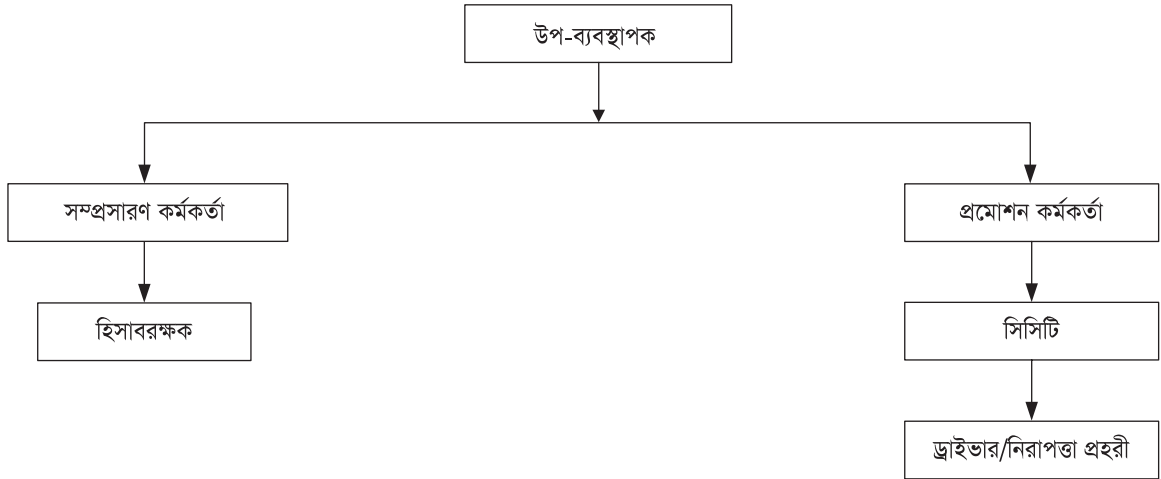 উপ-ব্যবস্থাপক
সম্প্রসারণ কর্মকর্তা
প্রমোশন কর্মকর্তা
হিসাবরক্ষক
সিসিটি
ড্রাইভার/নিরাপত্তা প্রহরী